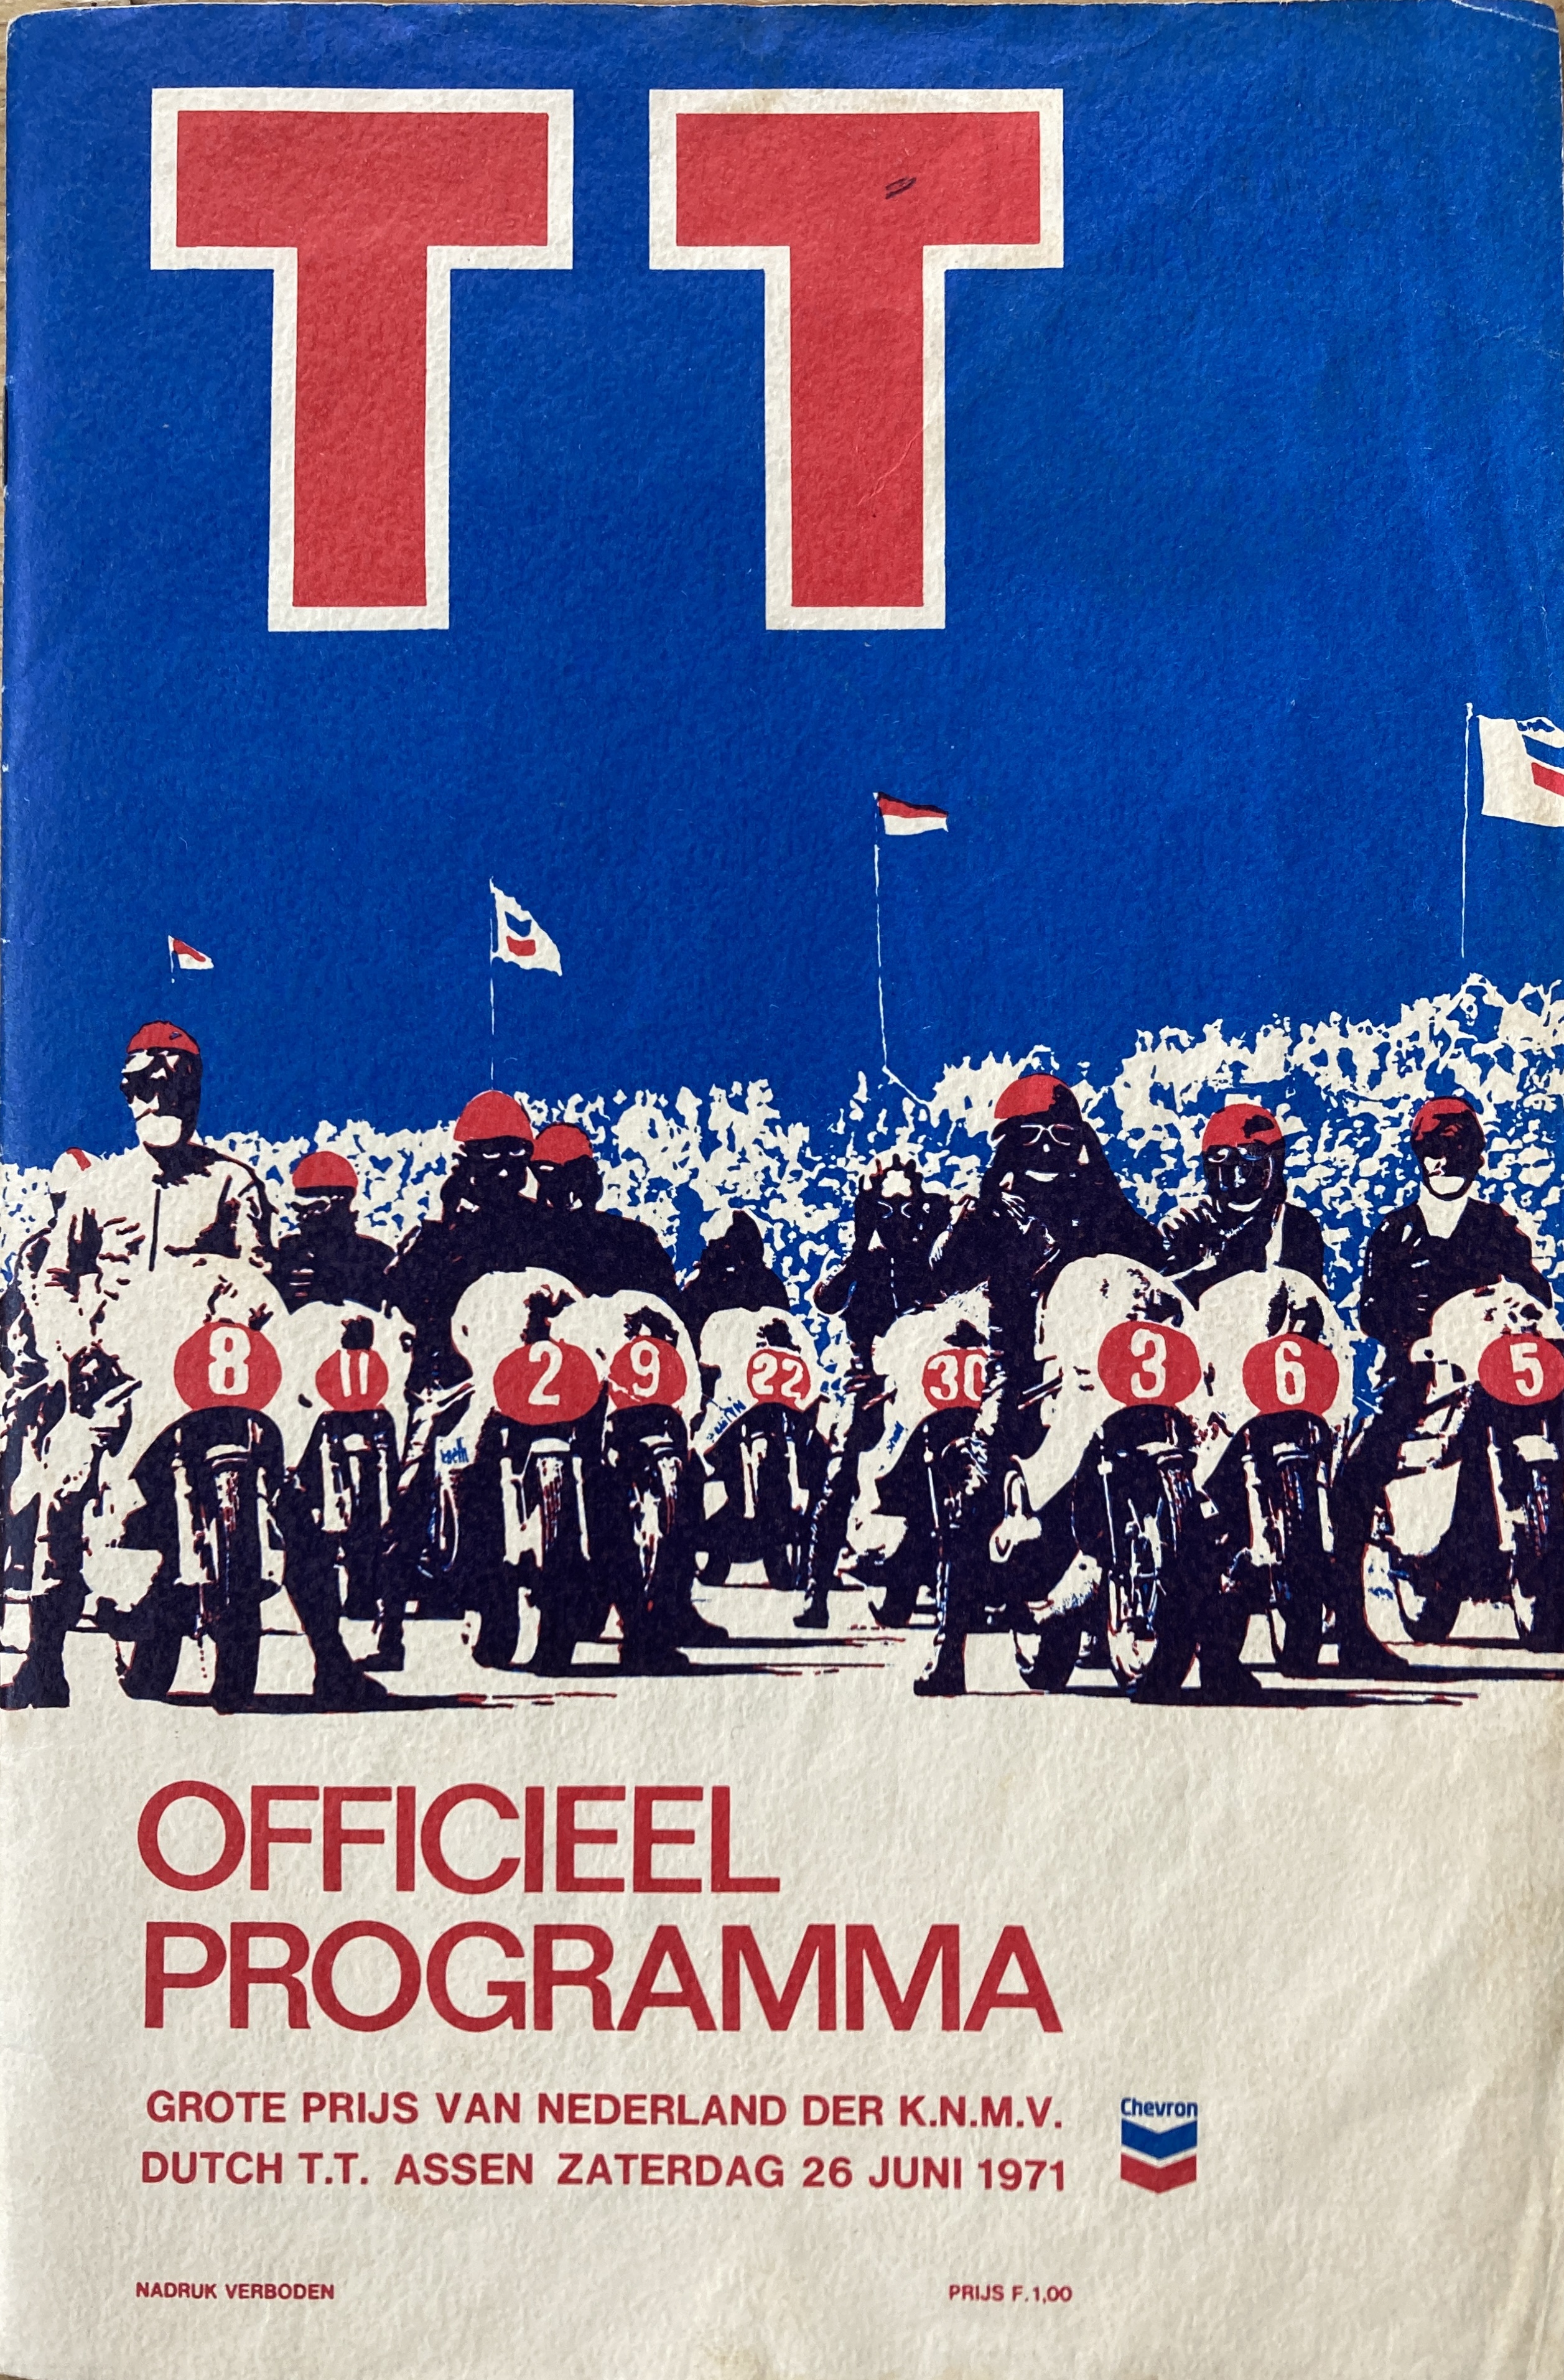 TT
8 11 2 9 22 30 3 6 5
OFFICIEEL
PROGRAMMA
GROTE PRIJS VAN NEDERLAND DER K.N.M.V.
DUTCH T.T. ASSEN ZATERDAG 26 JUNI 1971
Chevron
NADRUK VERBODEN
PRIJS F.1,00